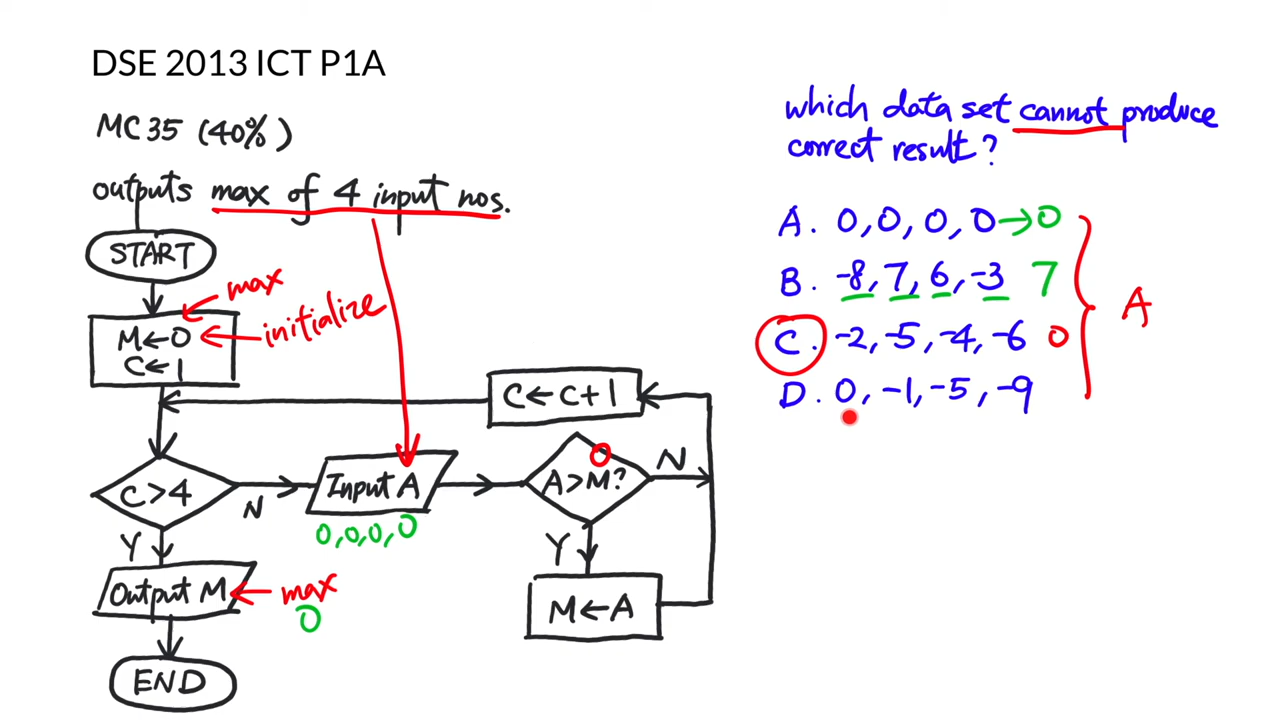 DSE 2013 ICT P1A
MC 35 (40%)
outputs max of 4 input nos.
START
max
M←0
initialize
C←1
C←C+1
C>4
N
Input A
0,0,0,0
A>M?
0
N
Y
Y
Output M
max
0
M←A
END
which data set cannot produce
correct result?
A. 0,0,0,0→0
B. -8,7,6,-3 7
C. -2,-5,-4,-6 0
D. 0,-1,-5,-9
A